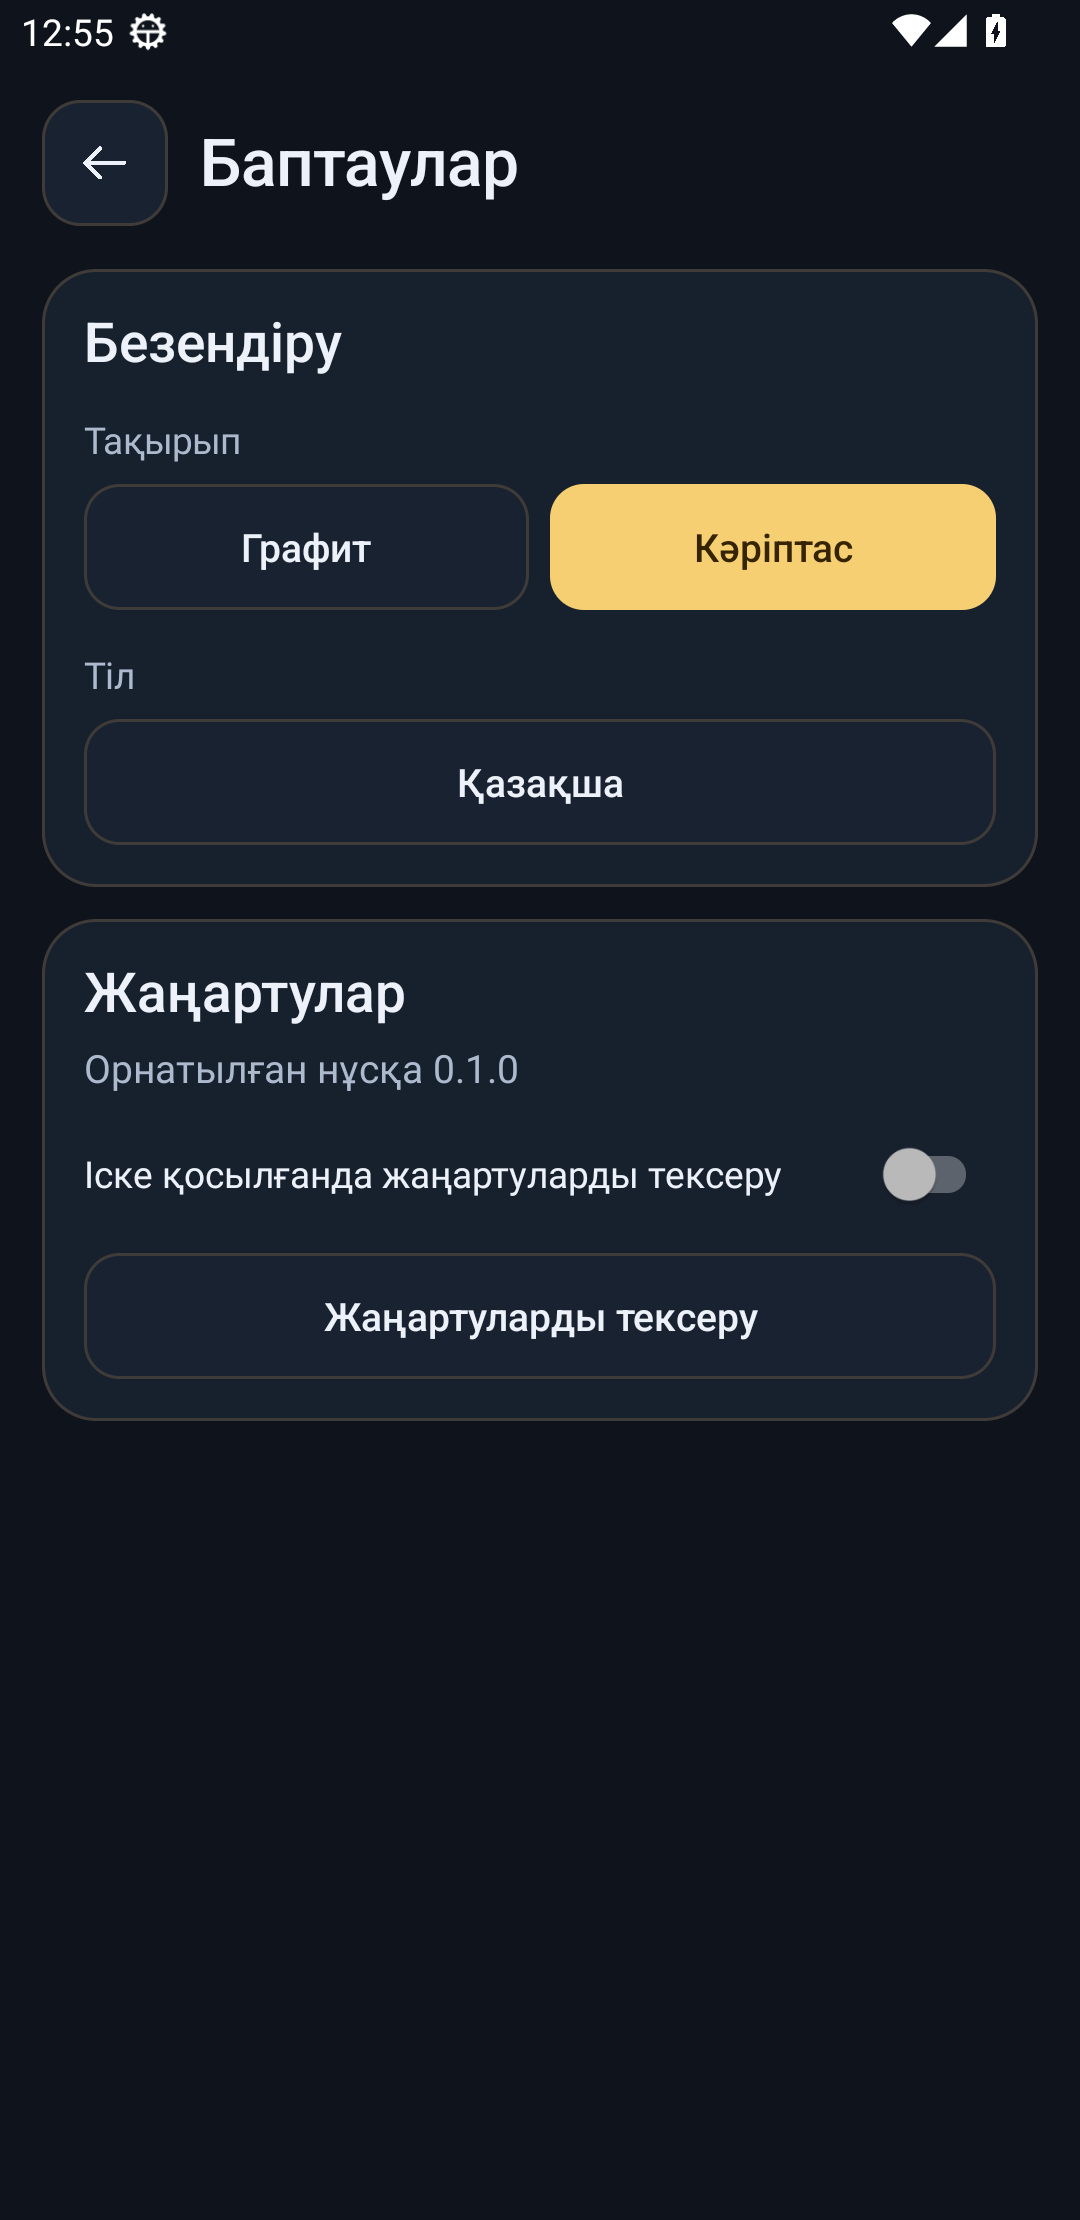 12:55
Баптаулар
Безендіру
Тақырып
Графит
Кәріптас
Тіл
Қазақша
Жаңартулар
Орнатылған нұсқа 0.1.0
Іске қосылғанда жаңартуларды тексеру
Жаңартуларды тексеру